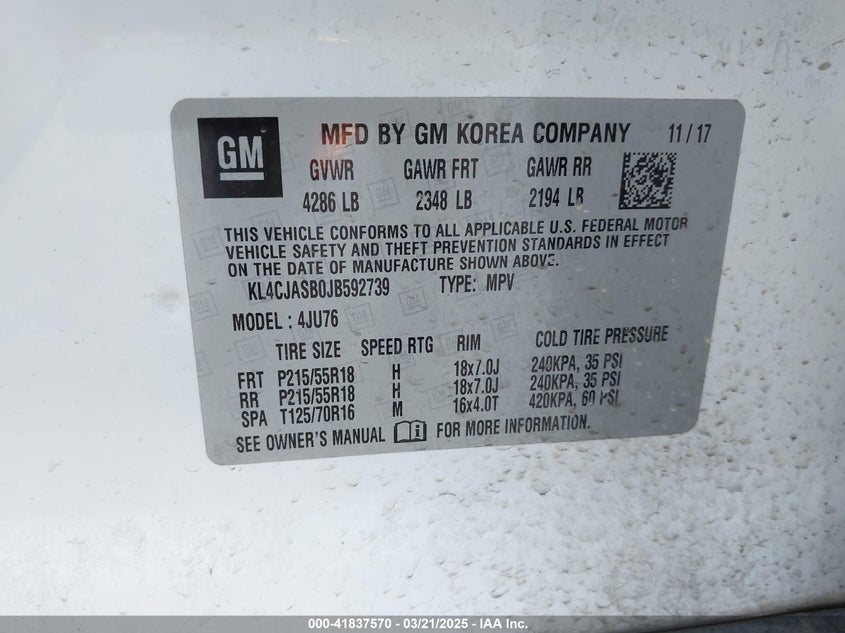 GM
MFD BY GM KOREA COMPANY 11 / 17
GVWR GAWR FRT GAWR RR
4286 LB 2348 LB 2194 LB
THIS VEHICLE CONFORMS TO ALL APPLICABLE U.S. FEDERAL MOTOR
VEHICLE SAFETY AND THEFT PREVENTION STANDARDS IN EFFECT
ON THE DATE OF MANUFACTURE SHOWN ABOVE.
KL4CJASB0JB592739 TYPE: MPV
MODEL : 4JU76
TIRE SIZE SPEED RTG RIM COLD TIRE PRESSURE
FRT P215/55R18 H 18x7.0J 240KPA, 35 PSI
RR P215/55R18 H 18x7.0J 240KPA, 35 PSI
SPA T125/70R16 M 16x4.0T 420KPA, 60 PSI
SEE OWNER'S MANUAL FOR MORE INFORMATION.
000-41837570 - 03/21/2025 - IAA Inc.